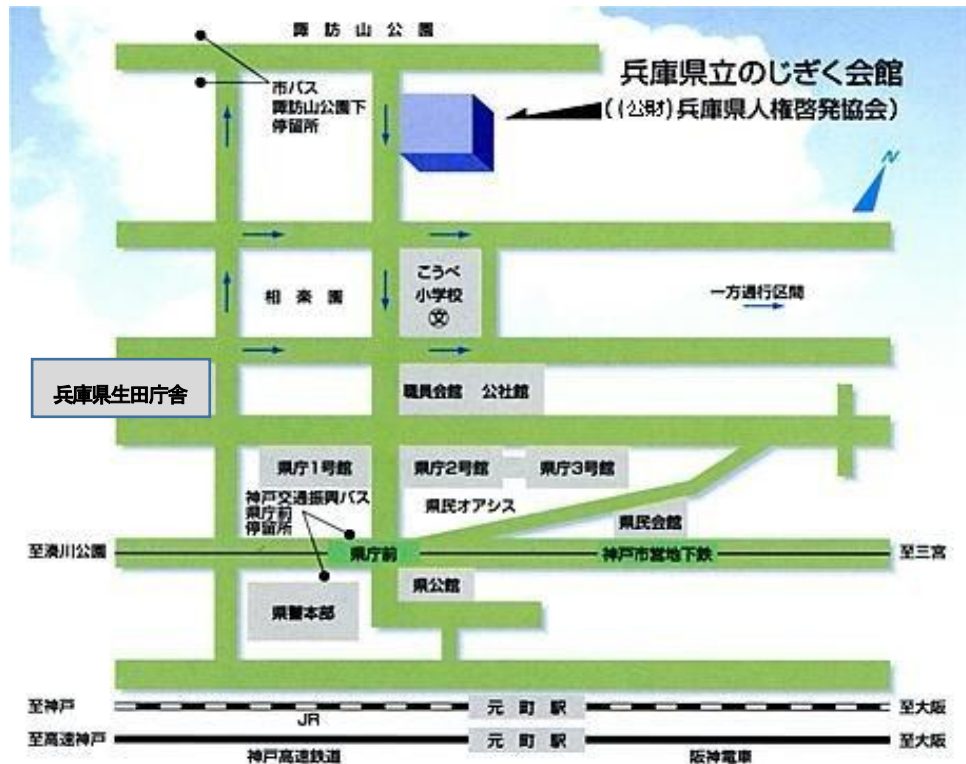 諏訪山公園
市バス
諏訪山公園下
停留所
兵庫県立のじぎく会館
((公財)兵庫県人権啓発協会)
N
こうべ
小学校
文
相楽園
一方通行区間
兵庫県生田庁舎
職員会館 公社館
県庁1号館
県庁2号館
県庁3号館
神戸交通振興バス
県庁前
停留所
県民オアシス
県民会館
至湊川公園
県庁前
神戸市営地下鉄
至三宮
県公館
県警本部
至神戸
JR
元町駅
至大阪
至高速神戸
神戸高速鉄道
元町駅
阪神電車
至大阪